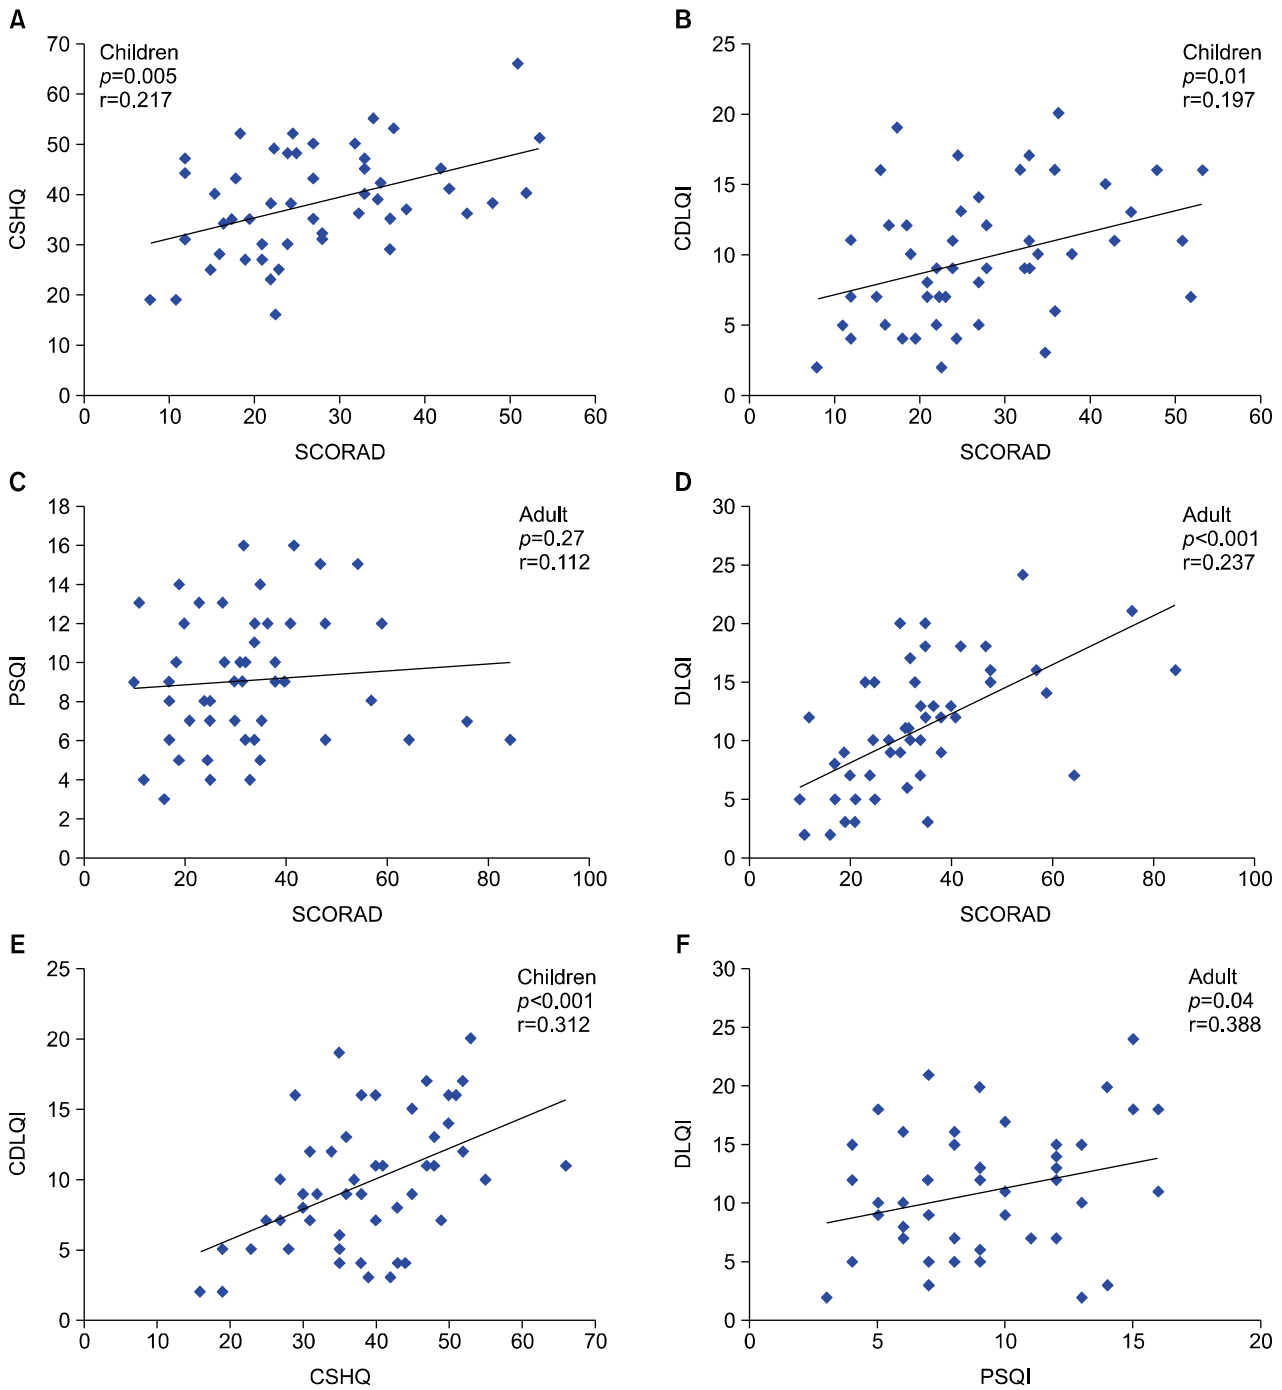 A
Children
p=0.005
r=0.217
CSHQ
70
60
50
40
30
20
10
0
0 10 20 30 40 50 60
SCORAD
B
Children
p=0.01
r=0.197
CDLQI
25
20
15
10
5
0
0 10 20 30 40 50 60
SCORAD
C
Adult
p=0.27
r=0.112
PSQI
18
16
14
12
10
8
6
4
2
0
0 20 40 60 80 100
SCORAD
D
Adult
p<0.001
r=0.237
DLQI
30
25
20
15
10
5
0
0 20 40 60 80 100
SCORAD
E
Children
p<0.001
r=0.312
CDLQI
25
20
15
10
5
0
0 10 20 30 40 50 60 70
CSHQ
F
Adult
p=0.04
r=0.388
DLQI
30
25
20
15
10
5
0
0 5 10 15 20
PSQI